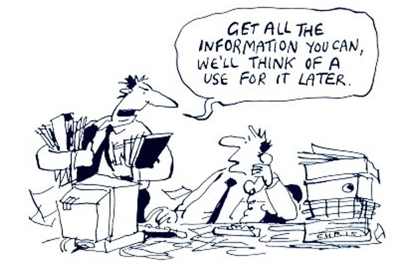 GET ALL THE
INFORMATION YOU CAN,
WE'LL THINK OF A
USE FOR IT LATER.